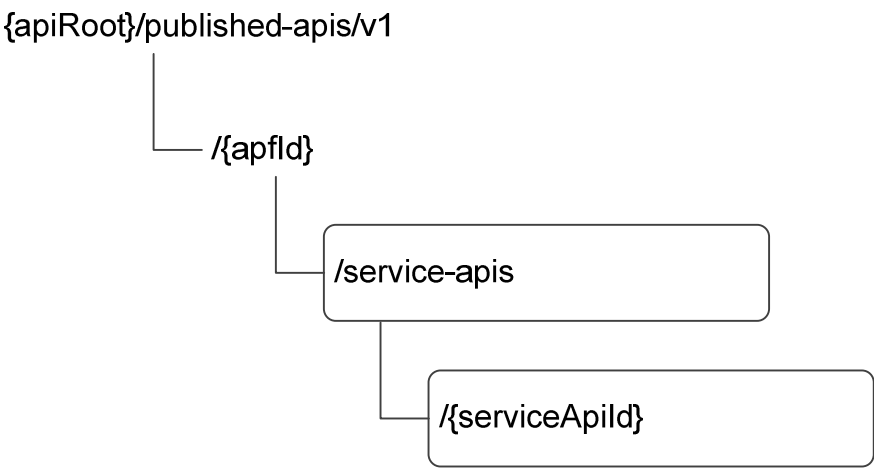 {apiRoot}/published-apis/v1
/{apfId}
/service-apis
/{serviceApiId}